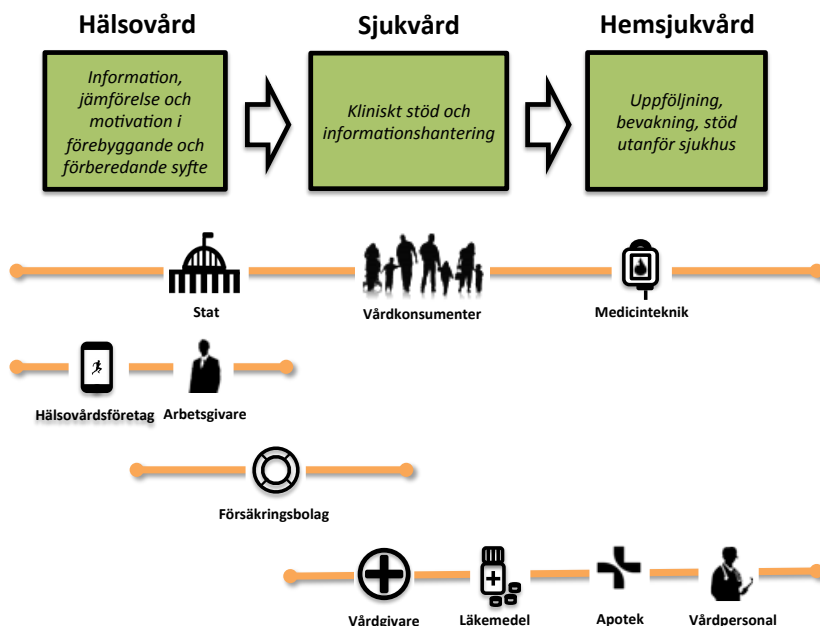 Hälsovård
Sjukvård
Hemsjukvård
Information,
jämförelse och
motivation i
förebyggande och
förberedande syfte
Kliniskt stöd och
informationshantering
Uppföljning,
bevakning, stöd
utanför sjukhus
Stat
Vårdkonsumenter
Medicinteknik
Hälsovårdsföretag
Arbetsgivare
Försäkringsbolag
Vårdgivare
Läkemedel
Apotek
Vårdpersonal